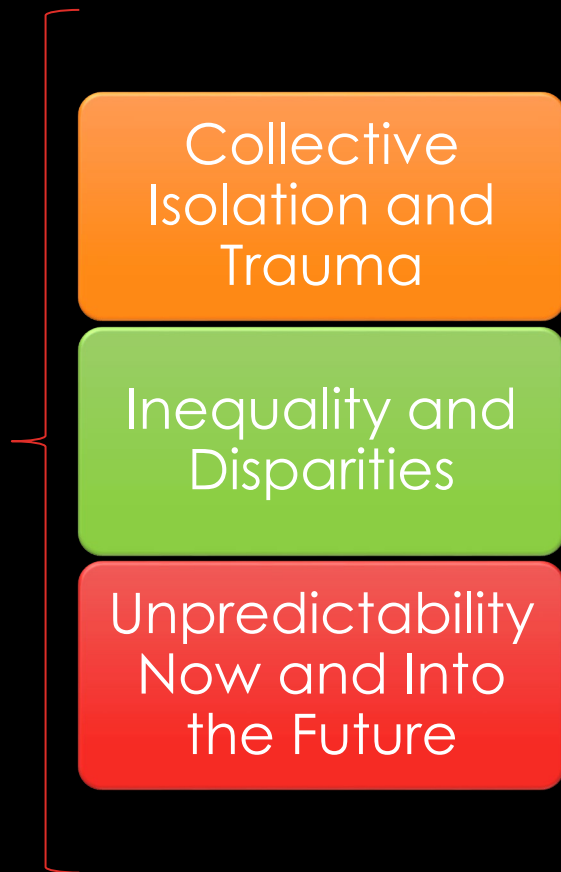 Collective
Isolation and
Trauma
Inequality and
Disparities
Unpredictability
Now and Into
the Future